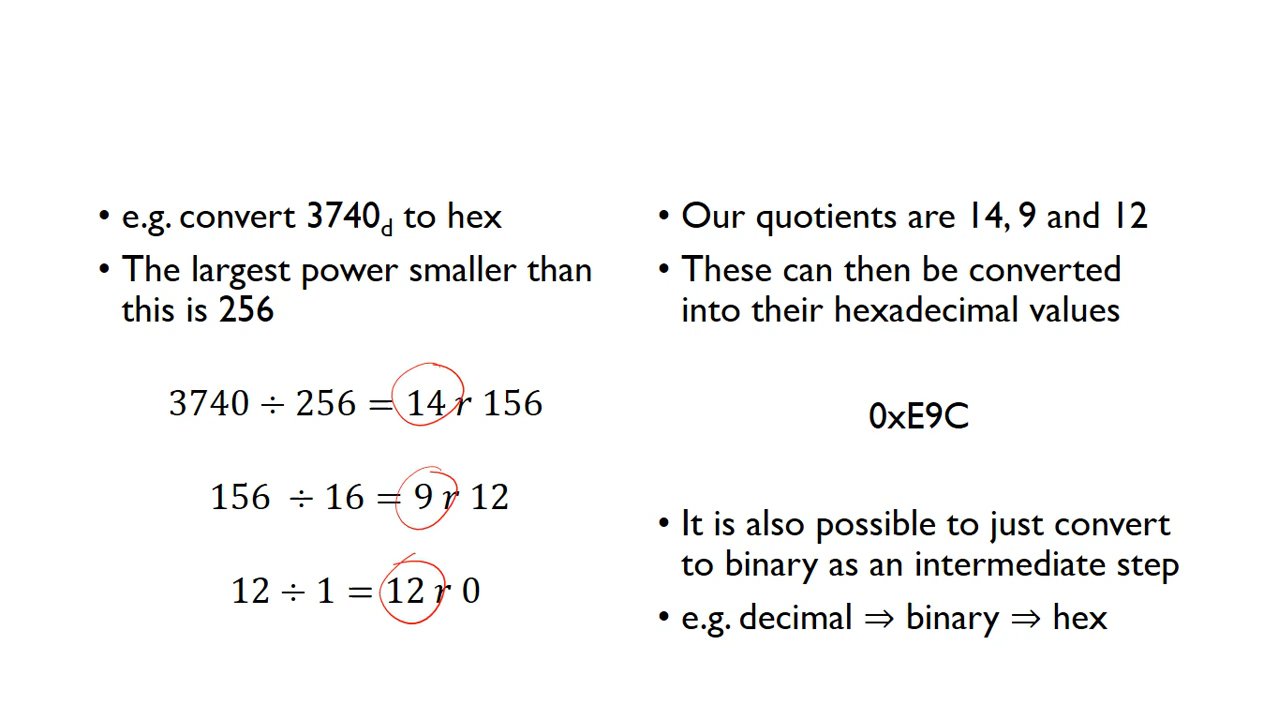 • e.g. convert 3740d to hex
• The largest power smaller than
this is 256
3740 ÷ 256 = 14 r 156
156 ÷ 16 = 9 r 12
12 ÷ 1 = 12 r 0
• Our quotients are 14, 9 and 12
• These can then be converted
into their hexadecimal values
0xE9C
• It is also possible to just convert
to binary as an intermediate step
• e.g. decimal ⇒ binary ⇒ hex